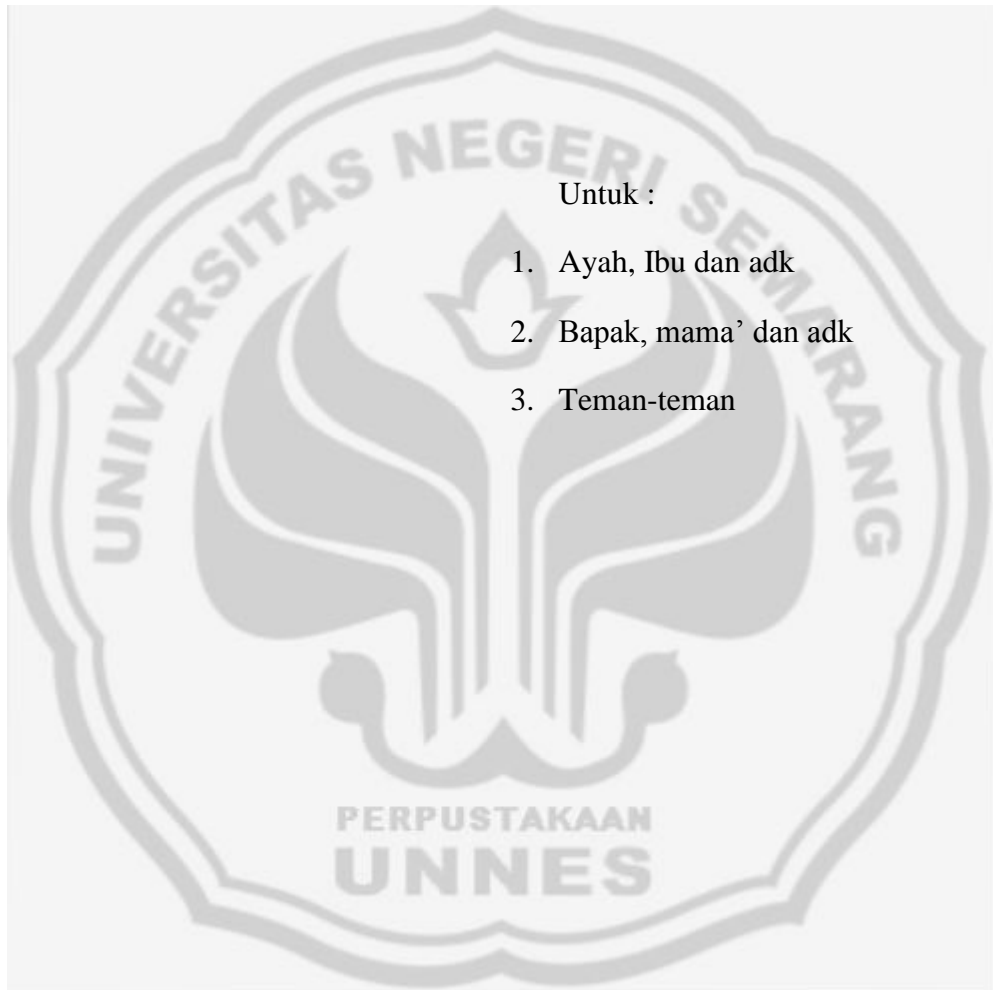 UNIVERSITAS NEGERI SEMARANG
Untuk :
1. Ayah, Ibu dan adk
2. Bapak, mama’ dan adk
3. Teman-teman
PERPUSTAKAAN
UNNES